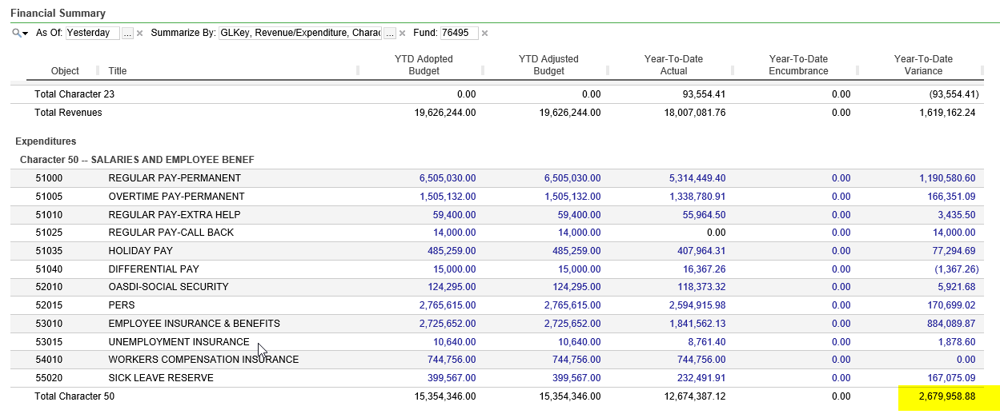 Financial Summary
As Of: Yesterday ... Summarize By: GLKey, Revenue/Expenditure, Charac ... Fund: 76495
Object Title YTD Adopted Budget YTD Adjusted Budget Year-To-Date Actual Year-To-Date Encumbrance Year-To-Date Variance
Total Character 23 0.00 0.00 93,554.41 0.00 (93,554.41)
Total Revenues 19,626,244.00 19,626,244.00 18,007,081.76 0.00 1,619,162.24
Expenditures
Character 50 -- SALARIES AND EMPLOYEE BENEF
51000 REGULAR PAY-PERMANENT 6,505,030.00 6,505,030.00 5,314,449.40 0.00 1,190,580.60
51005 OVERTIME PAY-PERMANENT 1,505,132.00 1,505,132.00 1,338,780.91 0.00 166,351.09
51010 REGULAR PAY-EXTRA HELP 59,400.00 59,400.00 55,964.50 0.00 3,435.50
51025 REGULAR PAY-CALL BACK 14,000.00 14,000.00 0.00 0.00 14,000.00
51035 HOLIDAY PAY 485,259.00 485,259.00 407,964.31 0.00 77,294.69
51040 DIFFERENTIAL PAY 15,000.00 15,000.00 16,367.26 0.00 (1,367.26)
52010 OASDI-SOCIAL SECURITY 124,295.00 124,295.00 118,373.32 0.00 5,921.68
52015 PERS 2,765,615.00 2,765,615.00 2,594,915.98 0.00 170,699.02
53010 EMPLOYEE INSURANCE & BENEFITS 2,725,652.00 2,725,652.00 1,841,562.13 0.00 884,089.87
53015 UNEMPLOYMENT INSURANCE 10,640.00 10,640.00 8,761.40 0.00 1,878.60
54010 WORKERS COMPENSATION INSURANCE 744,756.00 744,756.00 744,756.00 0.00 0.00
55020 SICK LEAVE RESERVE 399,567.00 399,567.00 232,491.91 0.00 167,075.09
Total Character 50 15,354,346.00 15,354,346.00 12,674,387.12 0.00 2,679,958.88